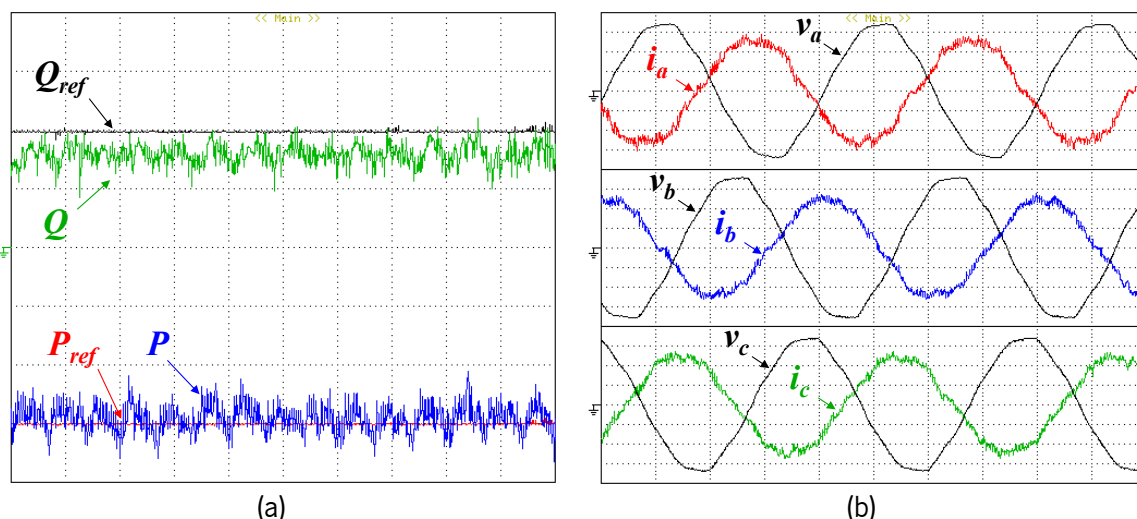 << Main >>
Q_ref
Q
P_ref
P
(a)
<< Main >>
v_a
i_a
v_b
i_b
v_c
i_c
(b)